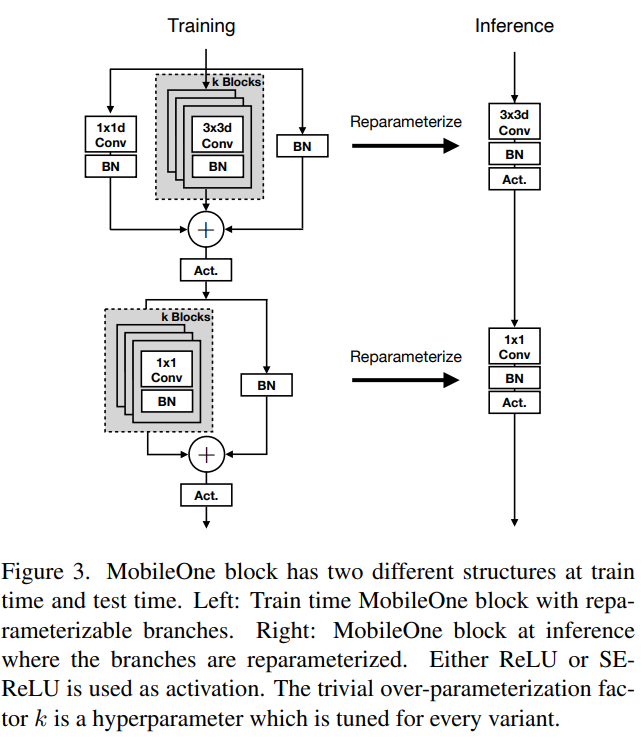 Training
Inference
k Blocks
1x1d
Conv
BN
3x3d
Conv
BN
BN
Reparameterize
3x3d
Conv
BN
Act.
+
Act.
k Blocks
1x1
Conv
BN
BN
Reparameterize
1x1
Conv
BN
Act.
+
Act.
Figure 3. MobileOne block has two different structures at train
time and test time. Left: Train time MobileOne block with repa-
rameterizable branches. Right: MobileOne block at inference
where the branches are reparameterized. Either ReLU or SE-
ReLU is used as activation. The trivial over-parameterization fac-
tor k is a hyperparameter which is tuned for every variant.